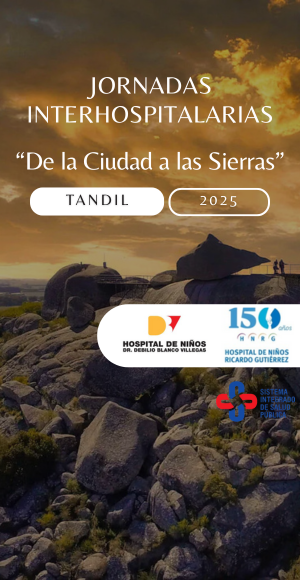 JORNADAS
INTERHOSPITALARIAS
“De la Ciudad a las Sierras”
TANDIL 2025
HOSPITAL DE NIÑOS
DR. DEBILIO BLANCO VILLEGAS
150 años
H N R G
HOSPITAL DE NIÑOS
RICARDO GUTIÉRREZ
SISTEMA
INTEGRADO
DE SALUD
PÚBLICA